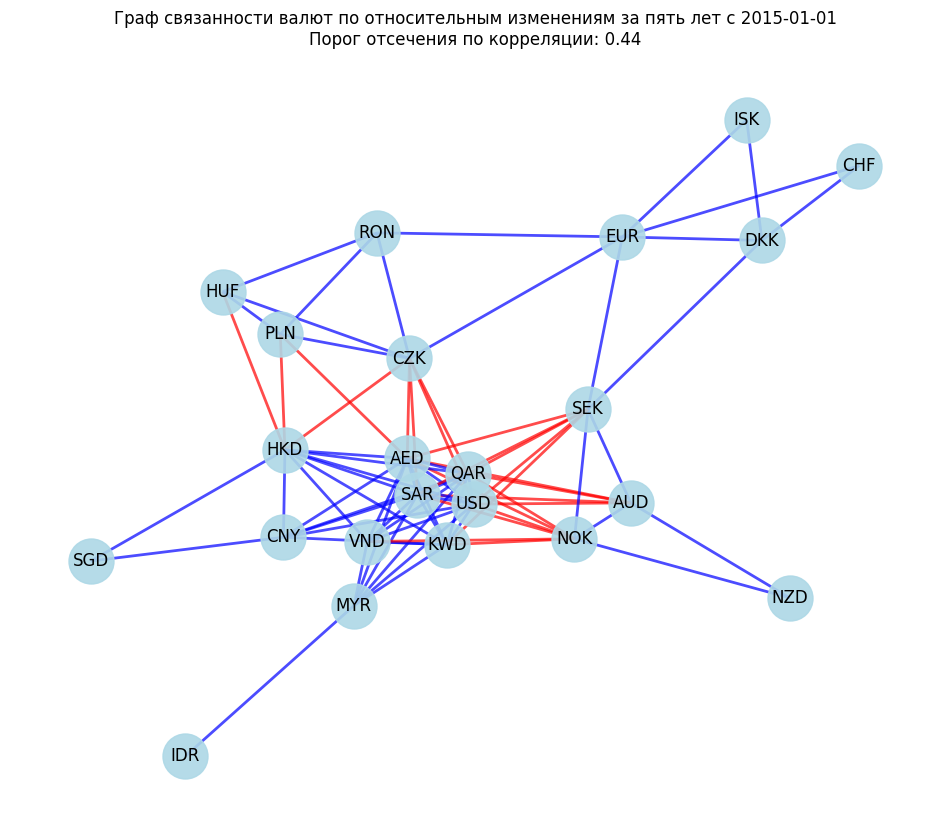 Граф связанности валют по относительным изменениям за пять лет с 2015-01-01
Порог отсечения по корреляции: 0.44
ISK
CHF
RON
EUR
DKK
HUF
PLN
CZK
SEK
HKD
AED
QAR
SAR
USD
AUD
CNY
VND
KWD
NOK
SGD
MYR
NZD
IDR